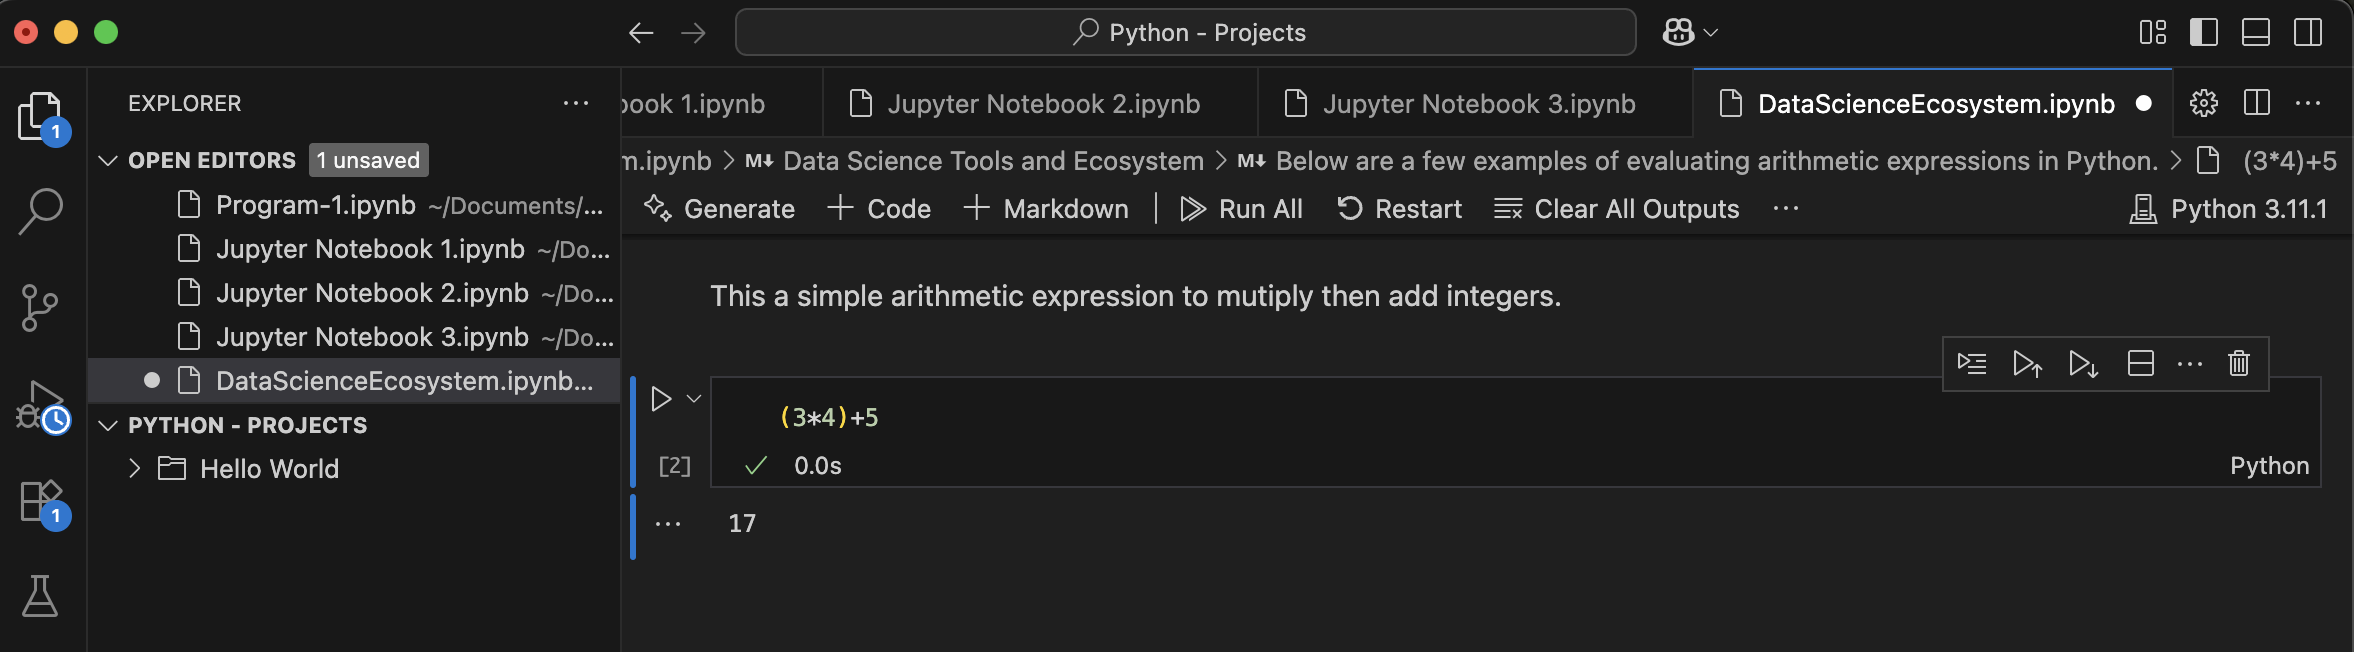 Python - Projects
EXPLORER
OPEN EDITORS 1 unsaved
Program-1.ipynb ~/Documents/...
Jupyter Notebook 1.ipynb ~/Do...
Jupyter Notebook 2.ipynb ~/Do...
Jupyter Notebook 3.ipynb ~/Do...
DataScienceEcosystem.ipynb...
PYTHON - PROJECTS
Hello World
1
1
book 1.ipynb Jupyter Notebook 2.ipynb Jupyter Notebook 3.ipynb DataScienceEcosystem.ipynb
m.ipynb > M↓ Data Science Tools and Ecosystem > M↓ Below are a few examples of evaluating arithmetic expressions in Python. > (3*4)+5
Generate + Code + Markdown | Run All Restart Clear All Outputs ... Python 3.11.1
This a simple arithmetic expression to mutiply then add integers.
(3*4)+5
[2] ✓ 0.0s Python
... 17